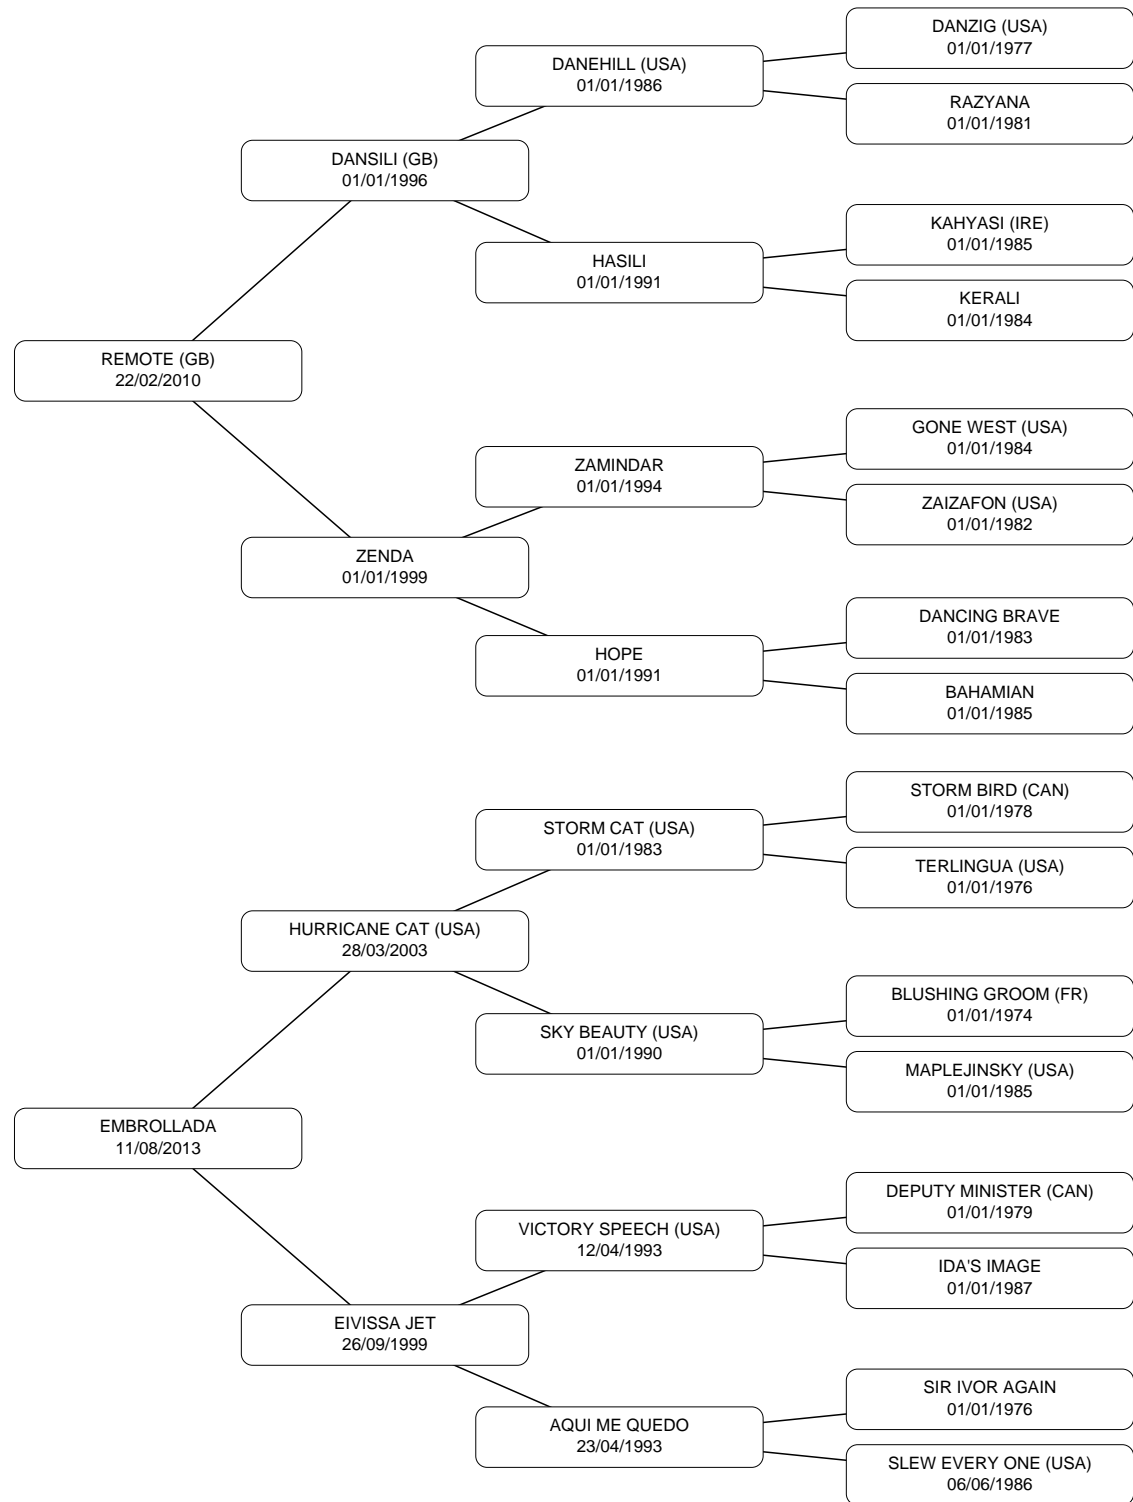 DANZIG (USA)
01/01/1977
DANEHILL (USA)
01/01/1986
RAZYANA
01/01/1981
DANSILI (GB)
01/01/1996
KAHYASI (IRE)
01/01/1985
HASILI
01/01/1991
KERALI
01/01/1984
REMOTE (GB)
22/02/2010
GONE WEST (USA)
01/01/1984
ZAMINDAR
01/01/1994
ZAIZAFON (USA)
01/01/1982
ZENDA
01/01/1999
DANCING BRAVE
01/01/1983
HOPE
01/01/1991
BAHAMIAN
01/01/1985
STORM BIRD (CAN)
01/01/1978
STORM CAT (USA)
01/01/1983
TERLINGUA (USA)
01/01/1976
HURRICANE CAT (USA)
28/03/2003
BLUSHING GROOM (FR)
01/01/1974
SKY BEAUTY (USA)
01/01/1990
MAPLEJINSKY (USA)
01/01/1985
EMBROLLADA
11/08/2013
DEPUTY MINISTER (CAN)
01/01/1979
VICTORY SPEECH (USA)
12/04/1993
IDA'S IMAGE
01/01/1987
EIVISSA JET
26/09/1999
SIR IVOR AGAIN
01/01/1976
AQUI ME QUEDO
23/04/1993
SLEW EVERY ONE (USA)
06/06/1986